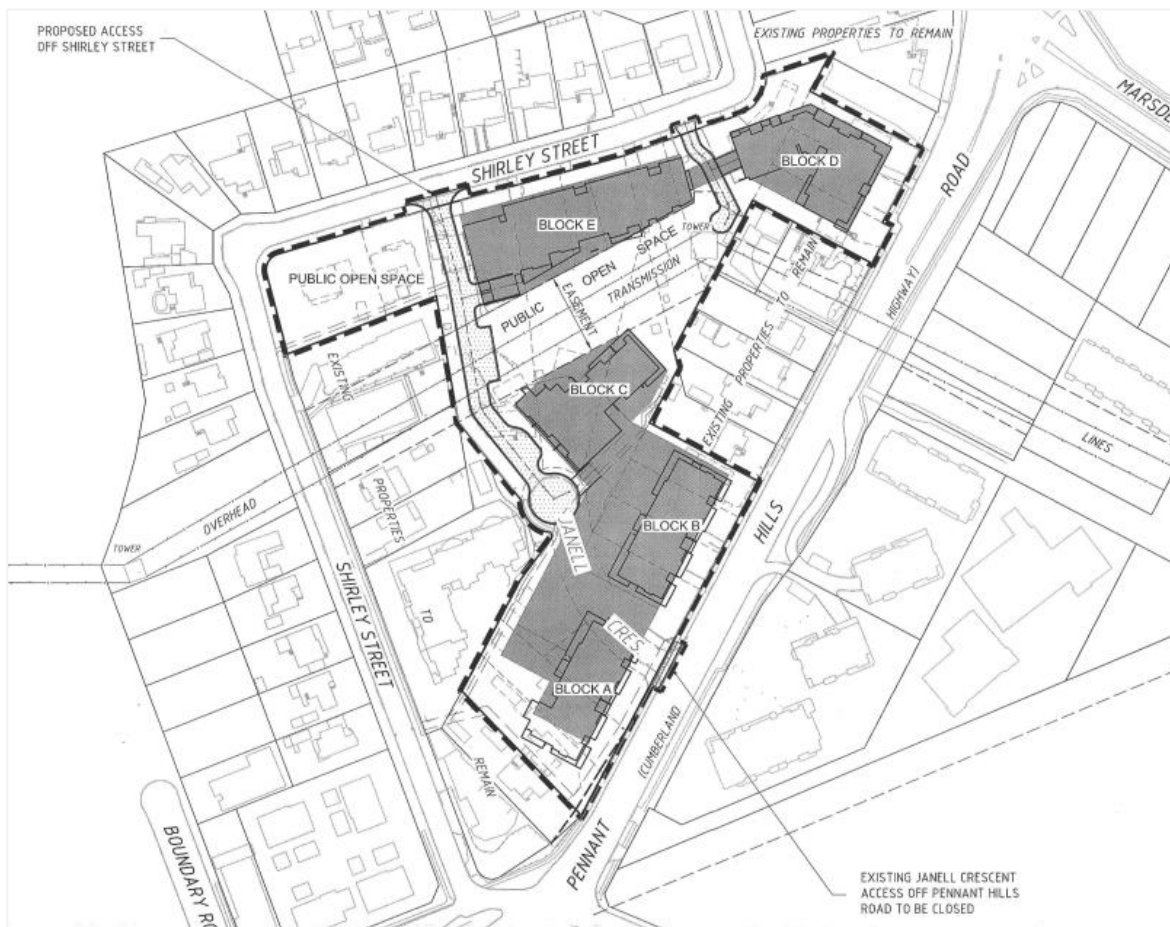 PROPOSED ACCESS
OFF SHIRLEY STREET
EXISTING PROPERTIES TO REMAIN
MARSDE
SHIRLEY STREET
BLOCK D
ROAD
BLOCK E
TOWER
PUBLIC OPEN SPACE
PUBLIC OPEN SPACE
TRANSMISSION
EASEMENT
EXISTING PROPERTIES TO REMAIN
HIGHWAY)
EXISTING
BLOCK C
LINES
PROPERTIES
OVERHEAD
TOWER
JANELL
BLOCK B
HILLS
SHIRLEY STREET
TO
CRES
BLOCK A
(CUMBERLAND
REMAIN
PENNANT
BOUNDARY RO
EXISTING JANELL CRESCENT
ACCESS OFF PENNANT HILLS
ROAD TO BE CLOSED